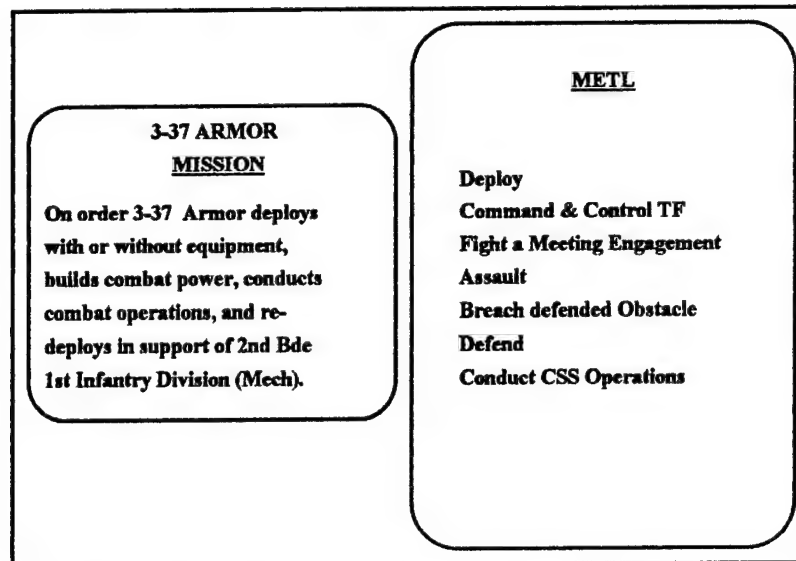 3-37 ARMOR
MISSION
On order 3-37 Armor deploys
with or without equipment,
builds combat power, conducts
combat operations, and re-
deploys in support of 2nd Bde
1st Infantry Division (Mech).
METL
Deploy
Command & Control TF
Fight a Meeting Engagement
Assault
Breach defended Obstacle
Defend
Conduct CSS Operations